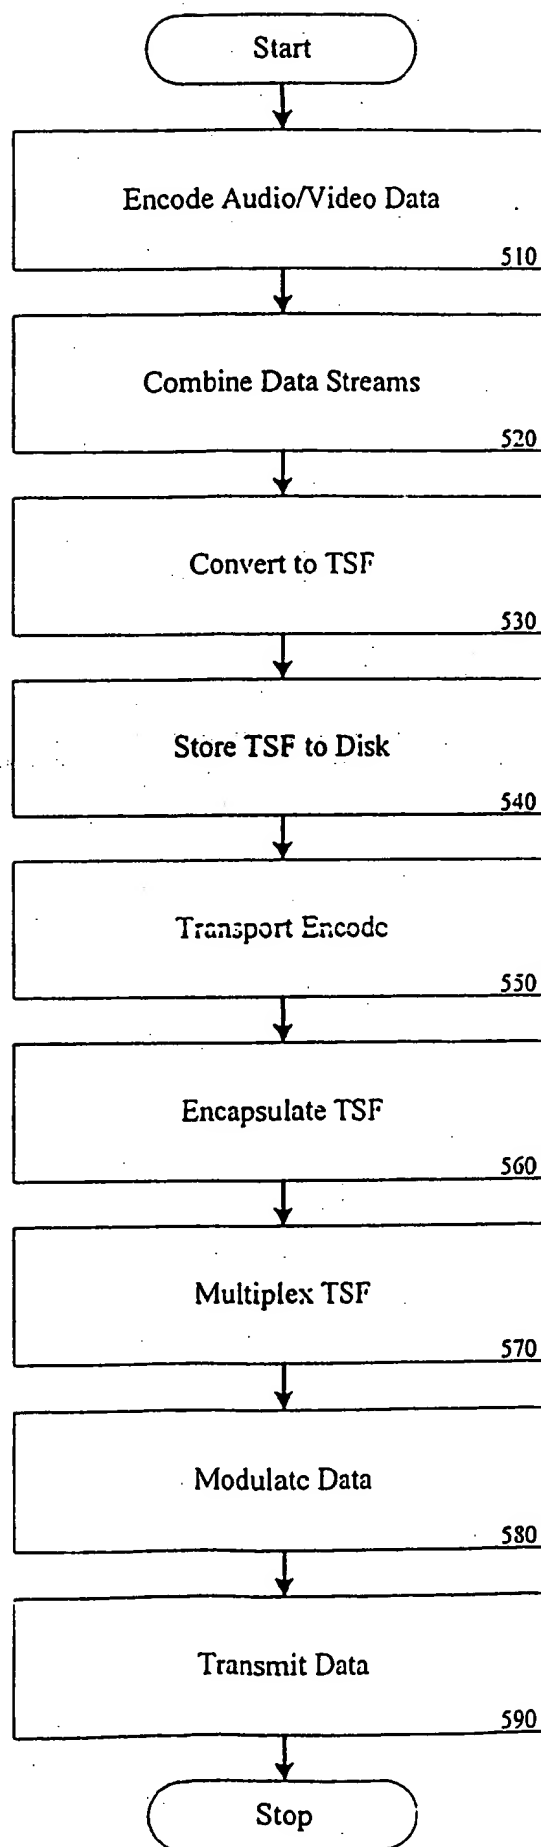 Start
Encode Audio/Video Data
510
Combine Data Streams
520
Convert to TSF
530
Store TSF to Disk
540
Transport Encode
550
Encapsulate TSF
560
Multiplex TSF
570
Modulate Data
580
Transmit Data
590
Stop